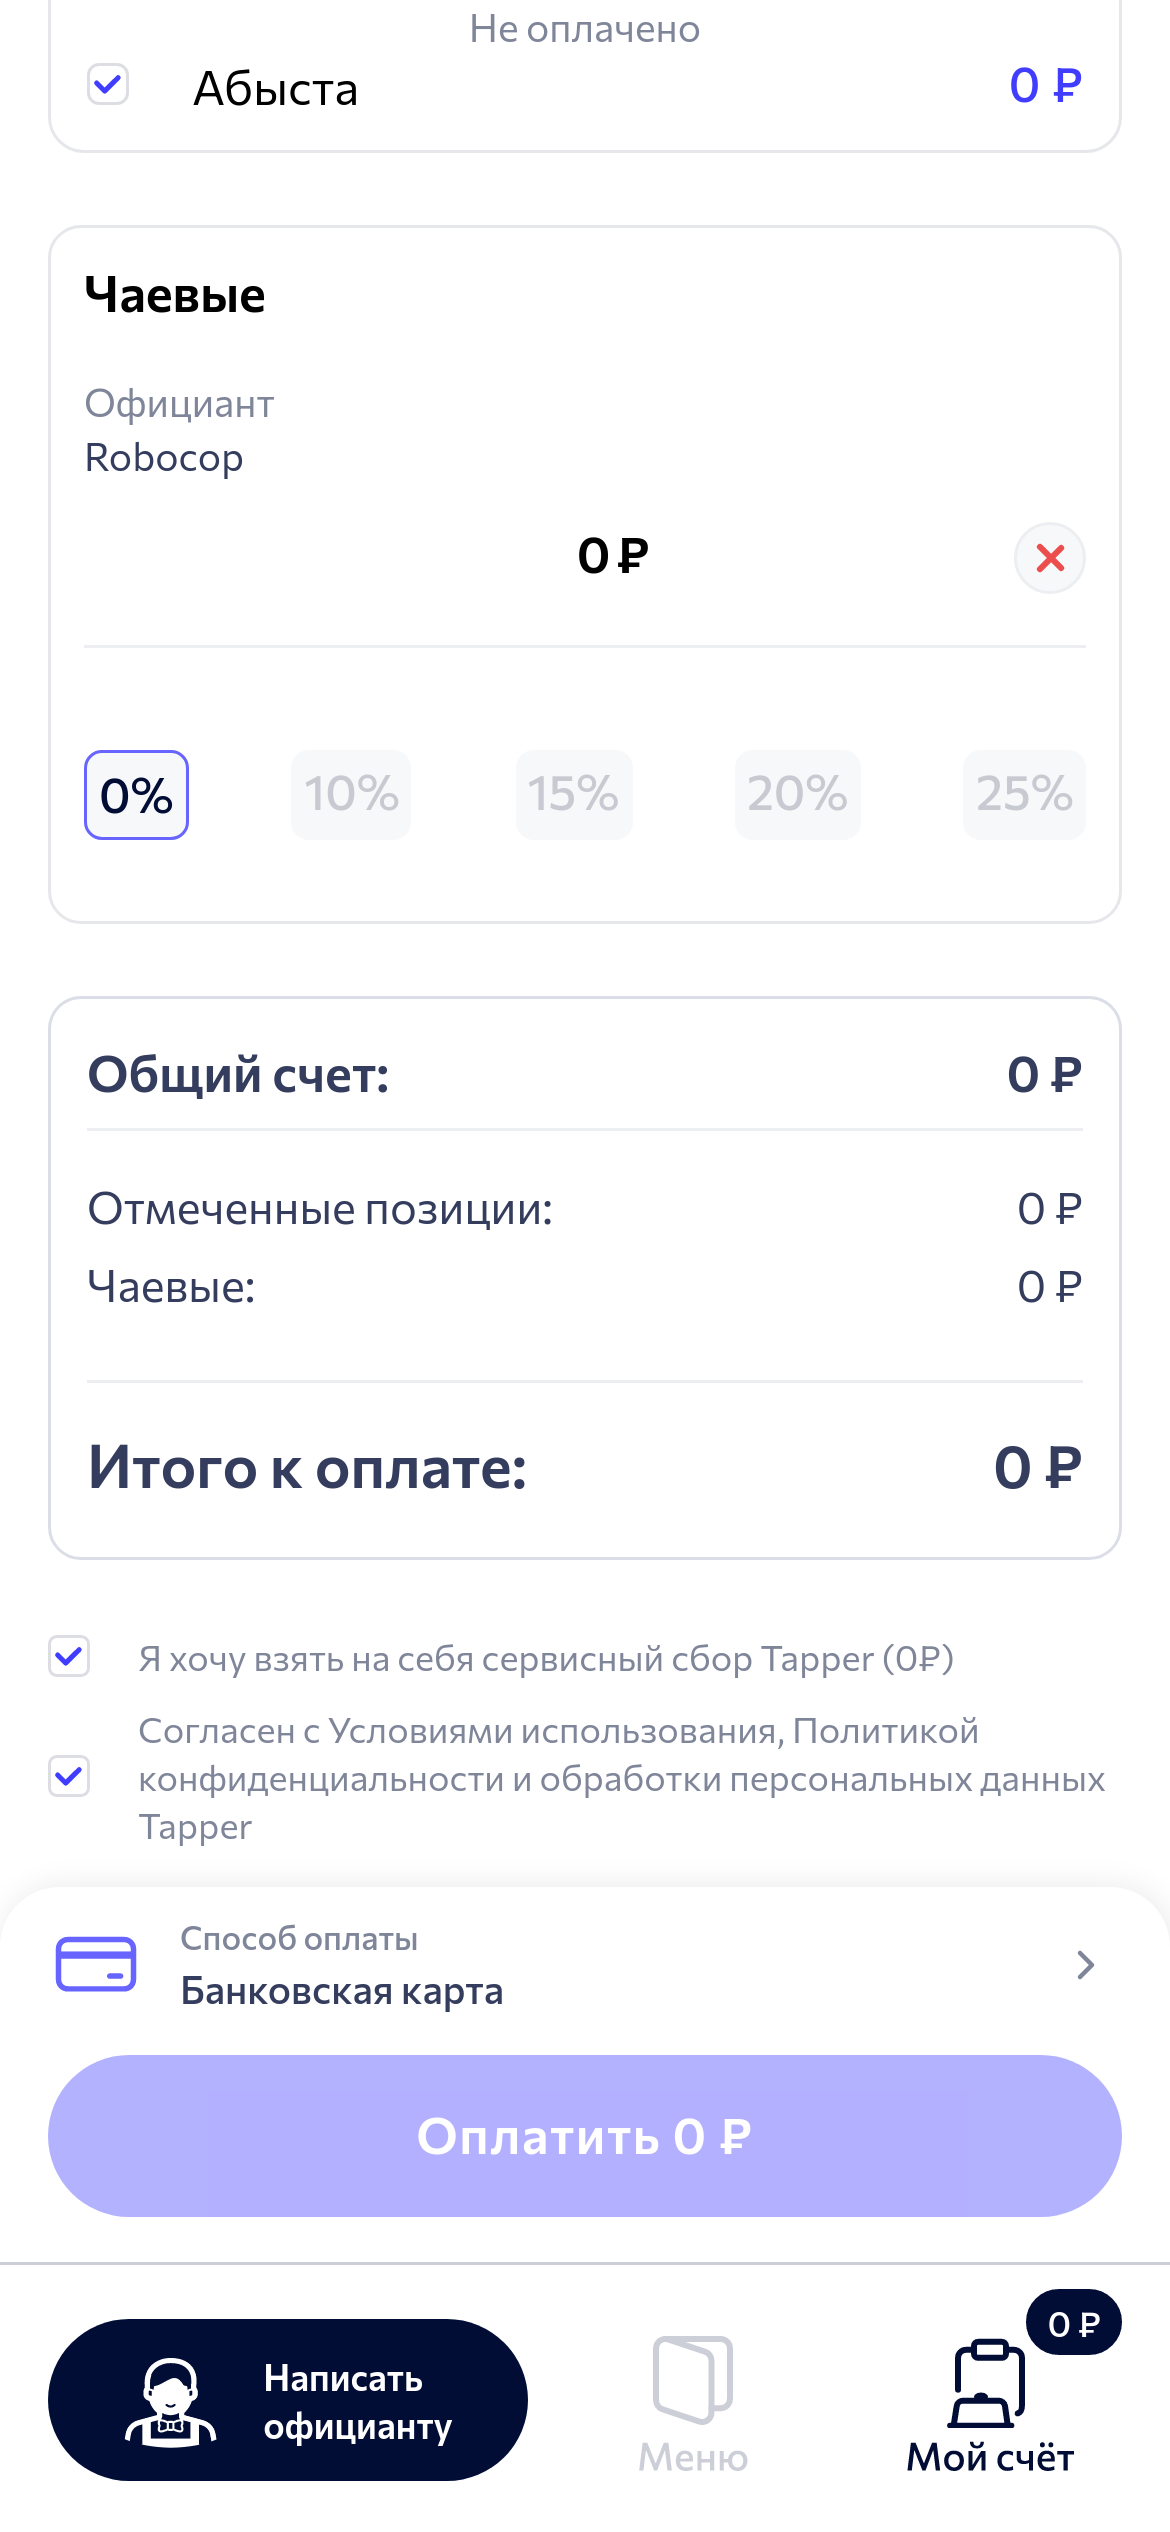 Не оплачено
Абыста 0 ₽
Чаевые
Официант
Robocop
0 ₽
0% 10% 15% 20% 25%
Общий счет: 0 ₽
Отмеченные позиции: 0 ₽
Чаевые: 0 ₽
Итого к оплате: 0 ₽
Я хочу взять на себя сервисный сбор Tapper (0₽)
Согласен с Условиями использования, Политикой
конфиденциальности и обработки персональных данных
Tapper
Способ оплаты
Банковская карта
Оплатить 0 ₽
0 ₽
Написать
официанту
Меню
Мой счёт